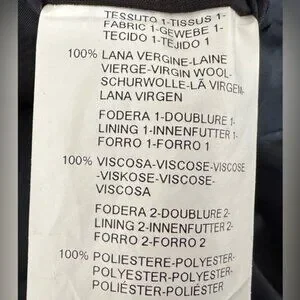 TESSUTO 1-TISSUS 1-
FABRIC 1-GEWEBE 1-
TECIDO 1-TEJIDO 1
100% LANA VERGINE-LAINE
VIERGE-VIRGIN WOOL-
SCHURWOLLE-LÃ VIRGEM-
LANA VIRGEN
FODERA 1-DOUBLURE 1-
LINING 1-INNENFUTTER 1-
FORRO 1-FORRO 1
100% VISCOSA-VISCOSE-VISCOSE
-VISKOSE-VISCOSE-
VISCOSA
FODERA 2-DOUBLURE 2-
LINING 2-INNENFUTTER 2-
FORRO 2-FORRO 2
100% POLIESTERE-POLYESTER-
POLYESTER-POLYESTER-
POLIÉSTER-POLIÉSTER